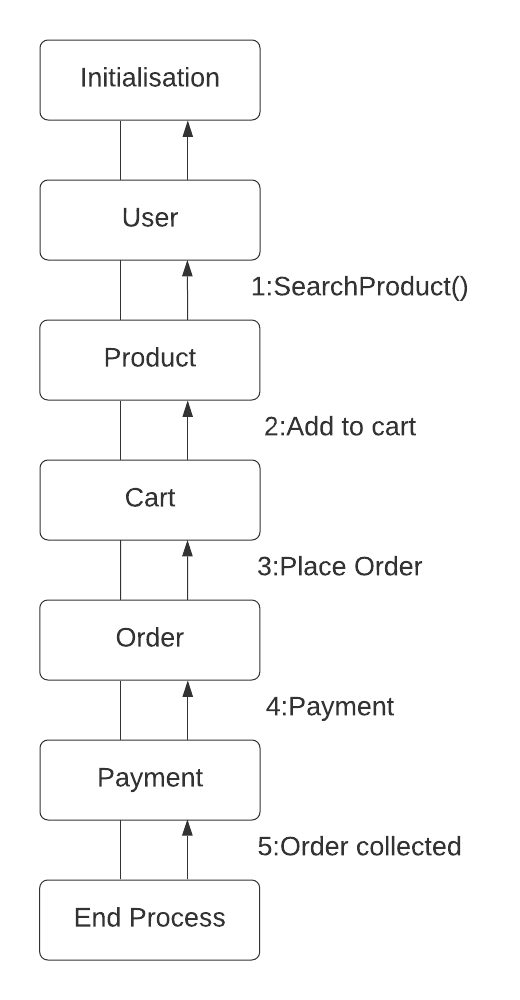 Initialisation
User
1:SearchProduct()
Product
2:Add to cart
Cart
3:Place Order
Order
4:Payment
Payment
5:Order collected
End Process